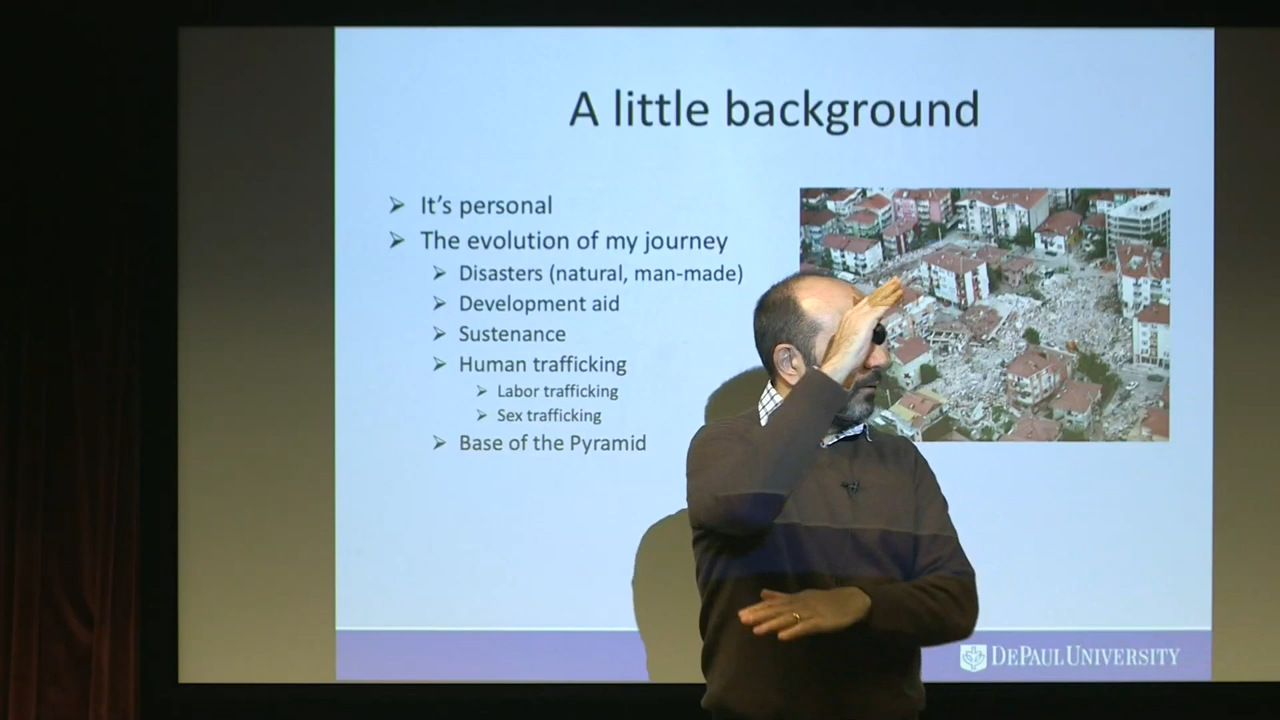 A little background
➢ It's personal
➢ The evolution of my journey
➢ Disasters (natural, man-made)
➢ Development aid
➢ Sustenance
➢ Human trafficking
➢ Labor trafficking
➢ Sex trafficking
➢ Base of the Pyramid
DEPAUL UNIVERSITY